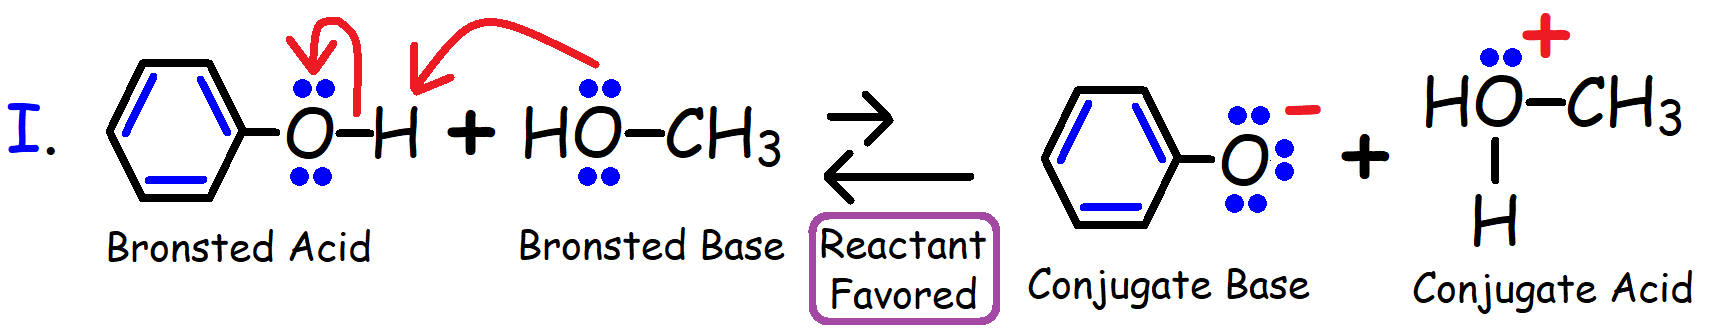 I. O-H + HO-CH3 ⇌ O⁻ + HO⁺-CH3
H
Bronsted Acid Bronsted Base Reactant Favored Conjugate Base Conjugate Acid